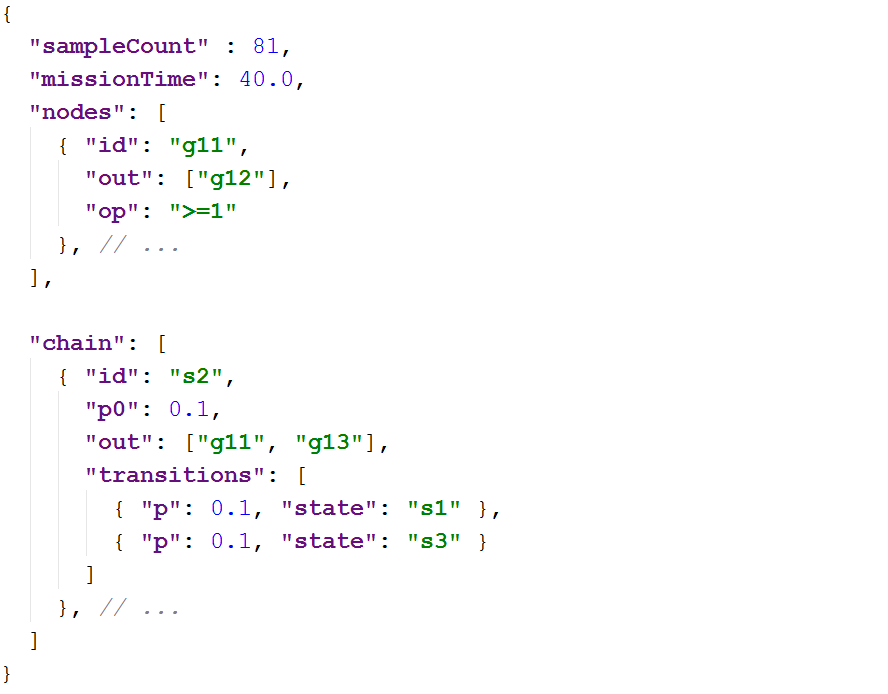 {
  "sampleCount" : 81,
  "missionTime": 40.0,
  "nodes": [
    { "id": "g11",
      "out": ["g12"],
      "op": ">=1"
    }, // ...
  ],

  "chain": [
    { "id": "s2",
      "p0": 0.1,
      "out": ["g11", "g13"],
      "transitions": [
        { "p": 0.1, "state": "s1" },
        { "p": 0.1, "state": "s3" }
      ]
    }, // ...
  ]
}